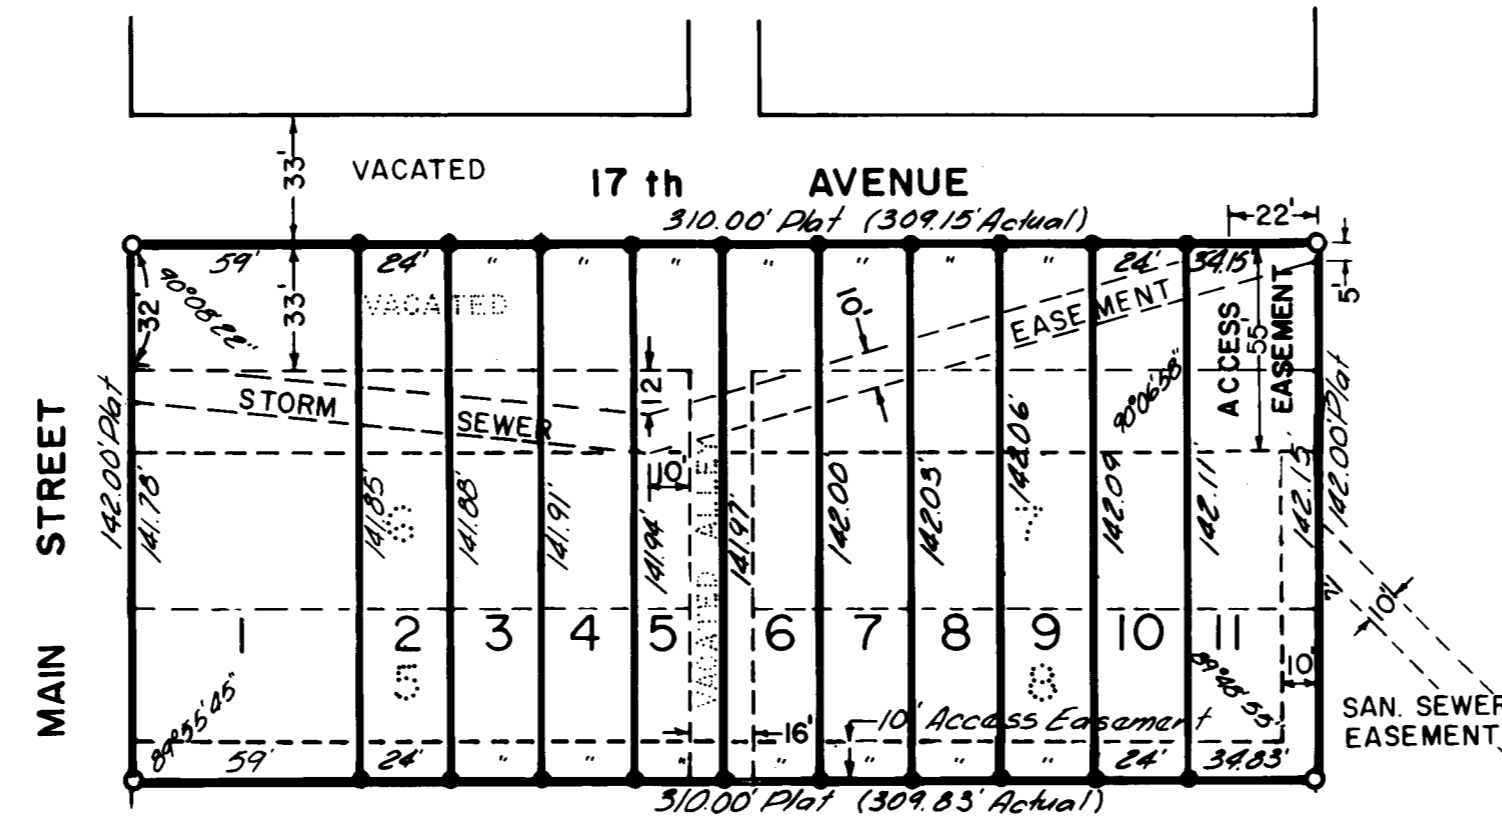 33'
VACATED
17 th AVENUE
310.00' Plat (309.15' Actual)
22'
59' 24' " " " " " " " 24' 34.15'
5'
90°08'22"
32'
33'
VACATED
10'
EASEMENT
ACCESS EASEMENT
55'
STORM SEWER
12'
10'
90°06'58"
MAIN STREET
142.00' Plat
141.78'
141.85'
141.88'
141.91'
141.94'
VACATED ALLEY
141.97'
142.00'
142.03'
142.06'
142.09'
142.11'
142.15'
142.00' Plat
6
7
1 2 3 4 5 6 7 8 9 10 11
5
8
10'
10'
SAN. SEWER
EASEMENT
89°55'45"
89°48'55"
16'
10' Access Easement
59' 24' " " " " " " " 24' 34.83'
310.00' Plat (309.83' Actual)